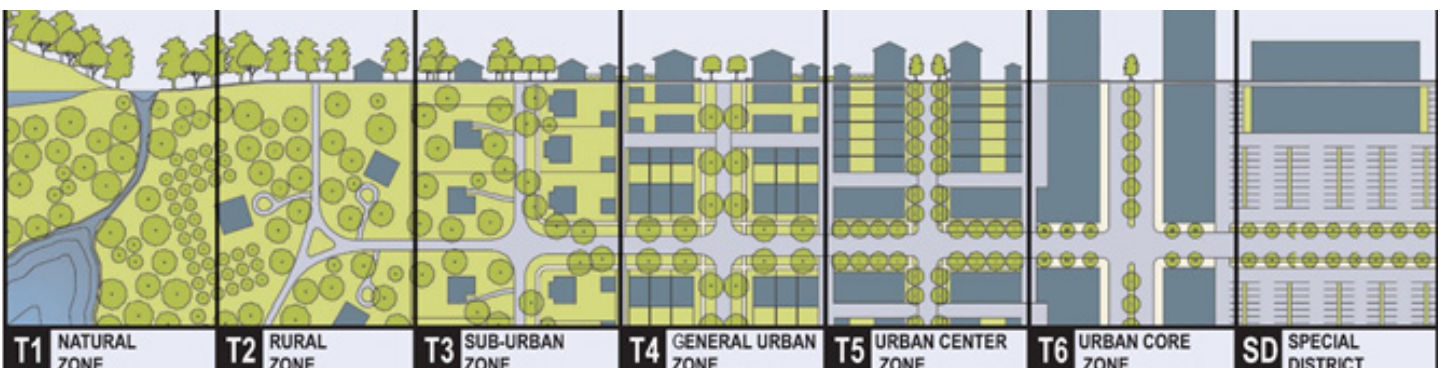 T1 NATURAL
ZONE
T2 RURAL
ZONE
T3 SUB-URBAN
ZONE
T4 GENERAL URBAN
ZONE
T5 URBAN CENTER
ZONE
T6 URBAN CORE
ZONE
SD SPECIAL
DISTRICT